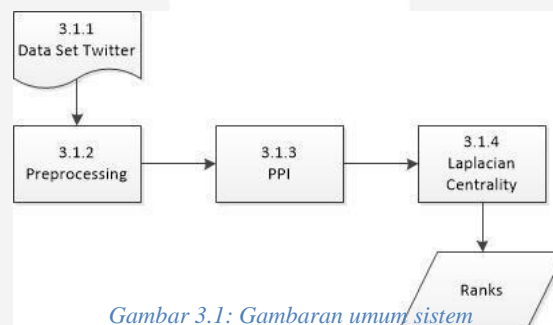 3.1.1
Data Set Twitter
3.1.2
Preprocessing
3.1.3
PPI
3.1.4
Laplacian
Centrality
Ranks
Gambar 3.1: Gambaran umum sistem